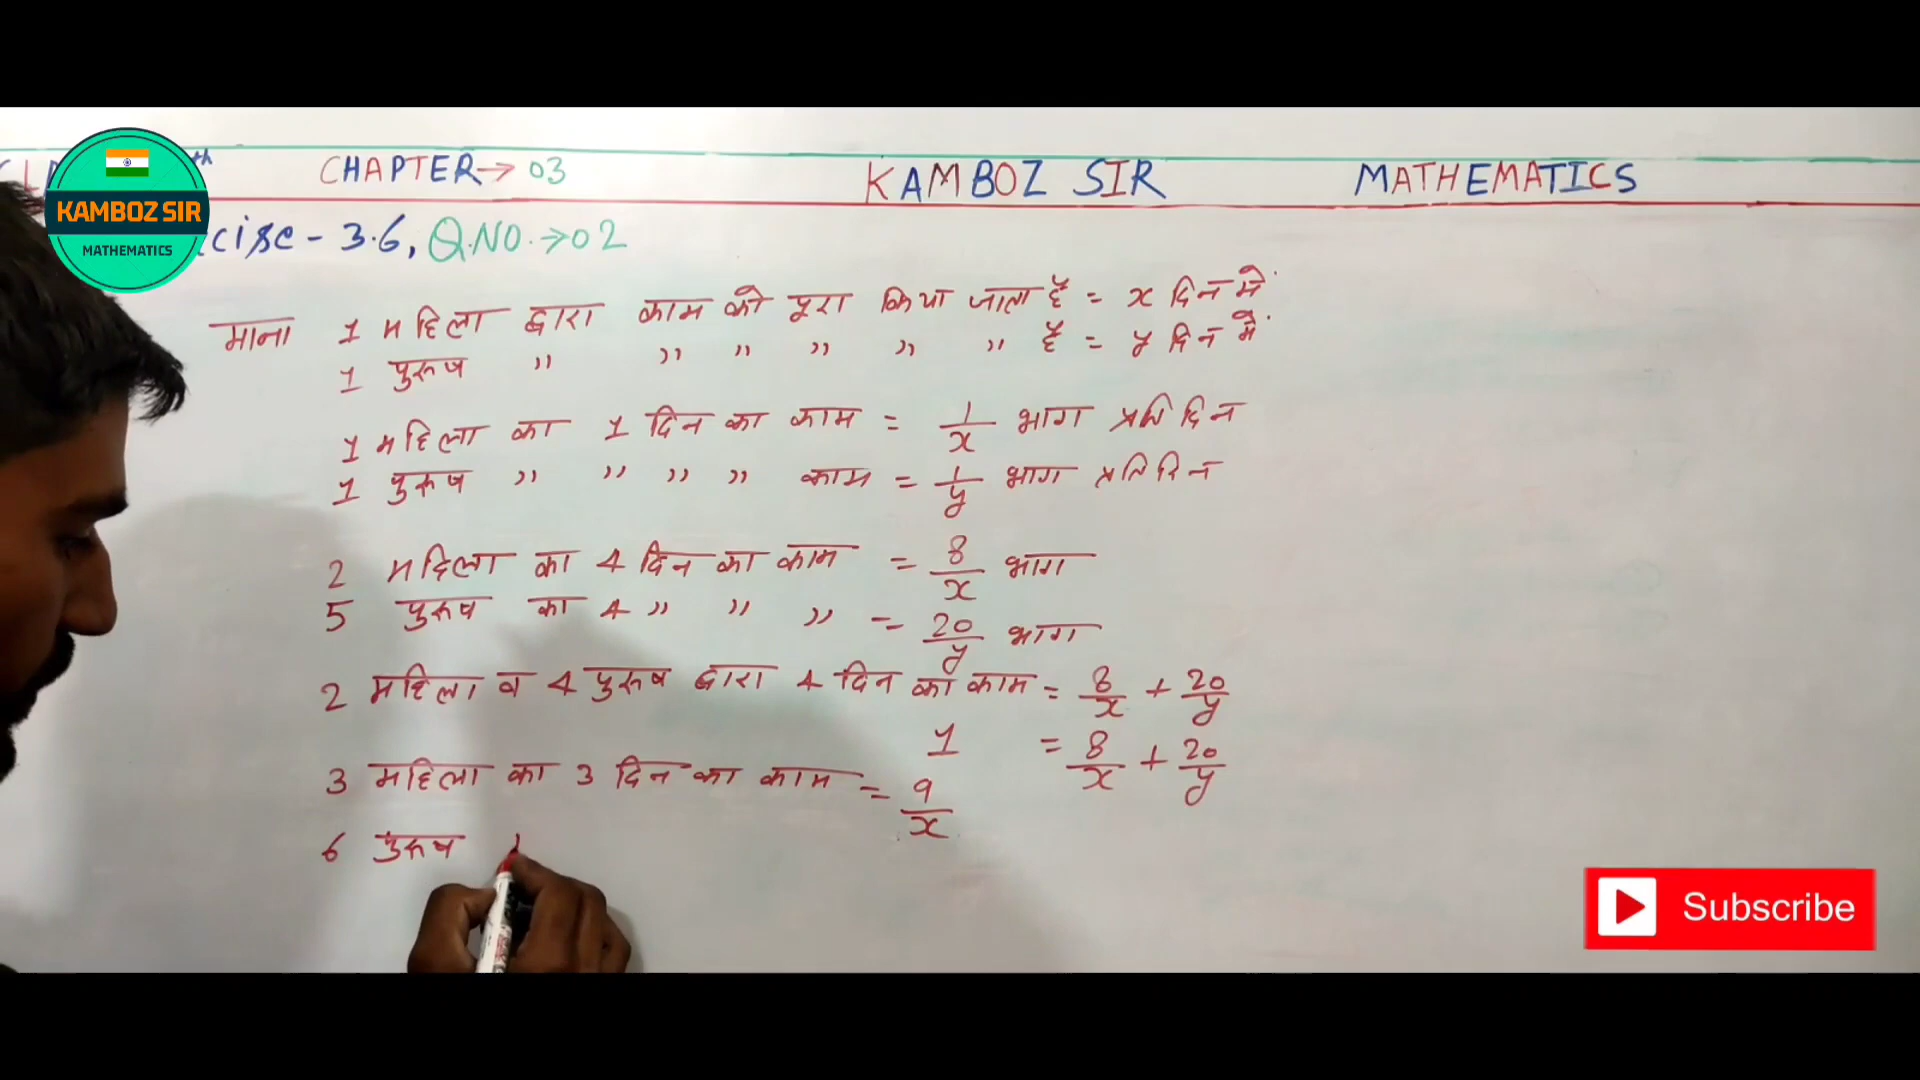 CHAPTER→03 KAMBOZ SIR MATHEMATICS
KAMBOZ SIR
MATHEMATICS
cise-3.6, Q.NO.→02
माना 1 महिला द्वारा काम को पूरा किया जाता है = x दिन में
1 पुरूष ,, ,, ,, ,, ,, ,, है = y दिन में
1 महिला का 1 दिन का काम = 1/x भाग प्रति दिन
1 पुरूष ,, ,, ,, ,, काम = 1/y भाग प्रतिदिन
2 महिला का 4 दिन का काम = 8/x भाग
5 पुरूष का 4 ,, ,, ,, = 20/y भाग
2 महिला व 4 पुरूष द्वारा 4 दिन का काम = 8/x + 20/y
1 = 8/x + 20/y
3 महिला का 3 दिन का काम = 9/x
6 पुरूष
Subscribe